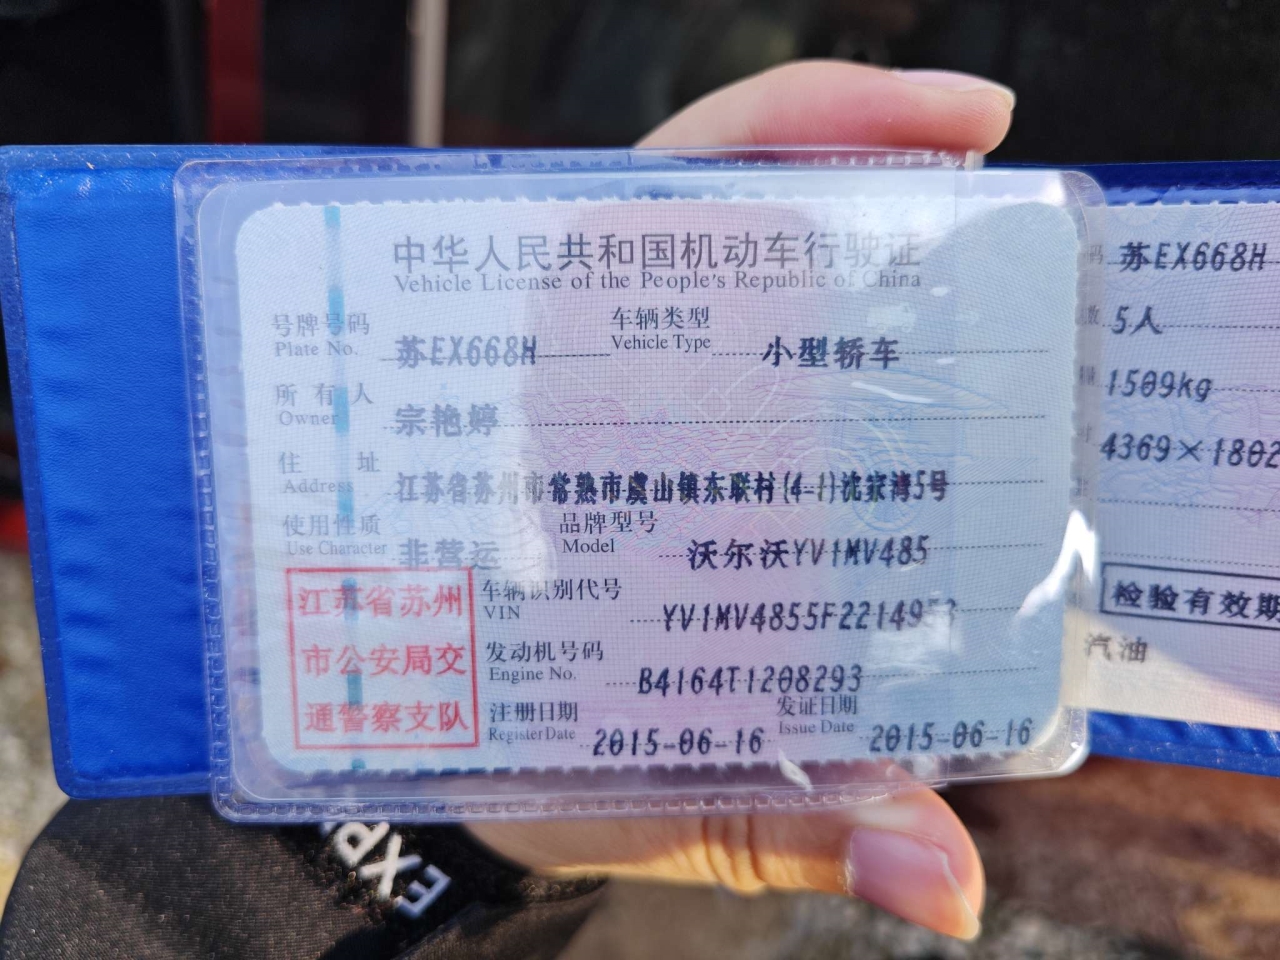 中华人民共和国机动车行驶证
Vehicle License of the People's Republic of China
号牌号码
Plate No.
苏EX668H
车辆类型
Vehicle Type
小型轿车
所有人
Owner
宗艳婷
住址
Address
江苏省苏州市常熟市虞山镇东联村(4-1)沈家湾5号
使用性质
Use Character
非营运
品牌型号
Model
沃尔沃YV1MV485
江苏省苏州
市公安局交
通警察支队
车辆识别代号
VIN
发动机号码
Engine No.
B4164T1208293
注册日期
Register Date
2015-06-16
发证日期
Issue Date
2015-06-16
苏EX668H
5人
1509kg
4369×1802
检验有效期
汽油
EXP